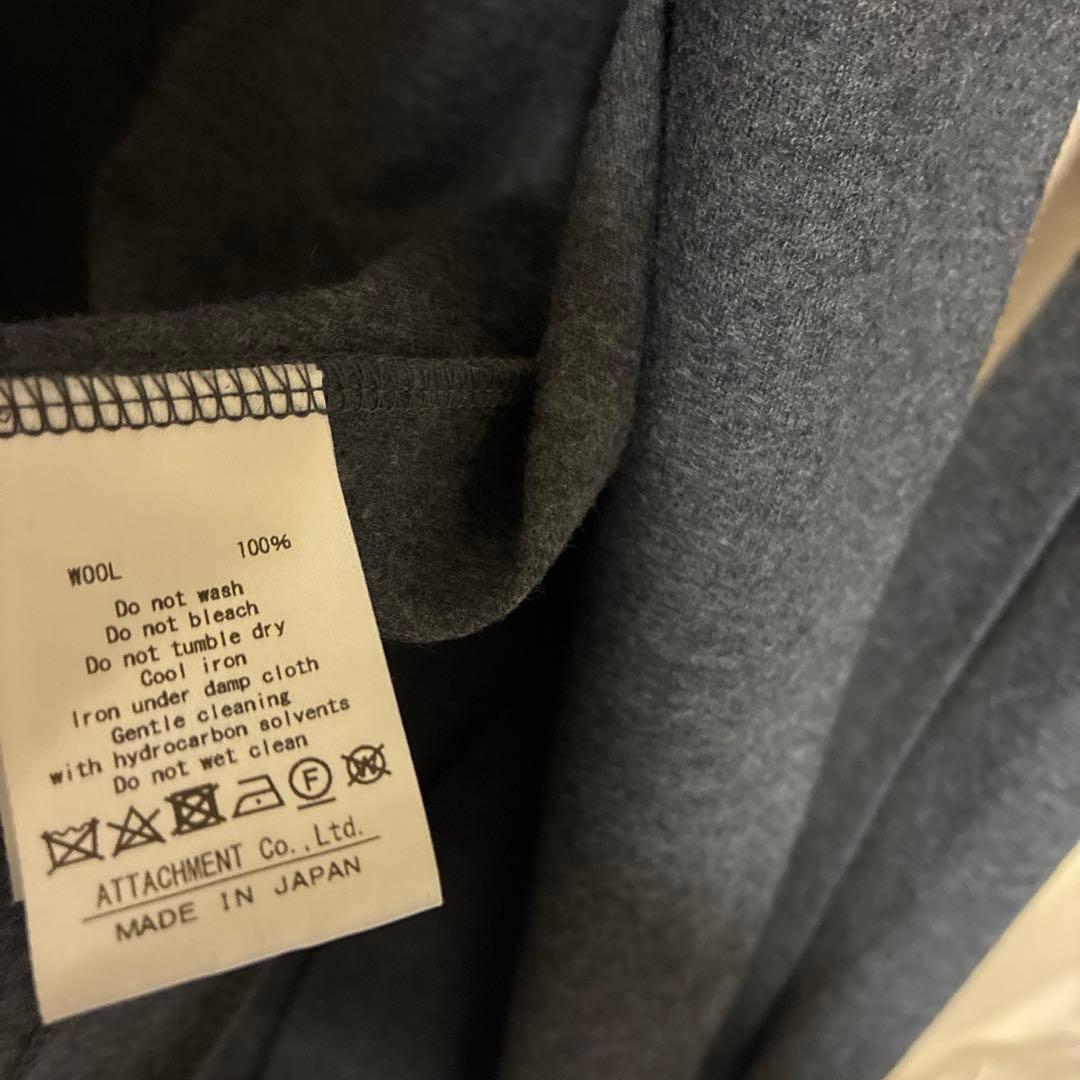 WOOL 100%
Do not wash
Do not bleach
Do not tumble dry
Cool iron
Iron under damp cloth
Gentle cleaning
with hydrocarbon solvents
Do not wet clean
F W
ATTACHMENT Co.,Ltd.
MADE IN JAPAN